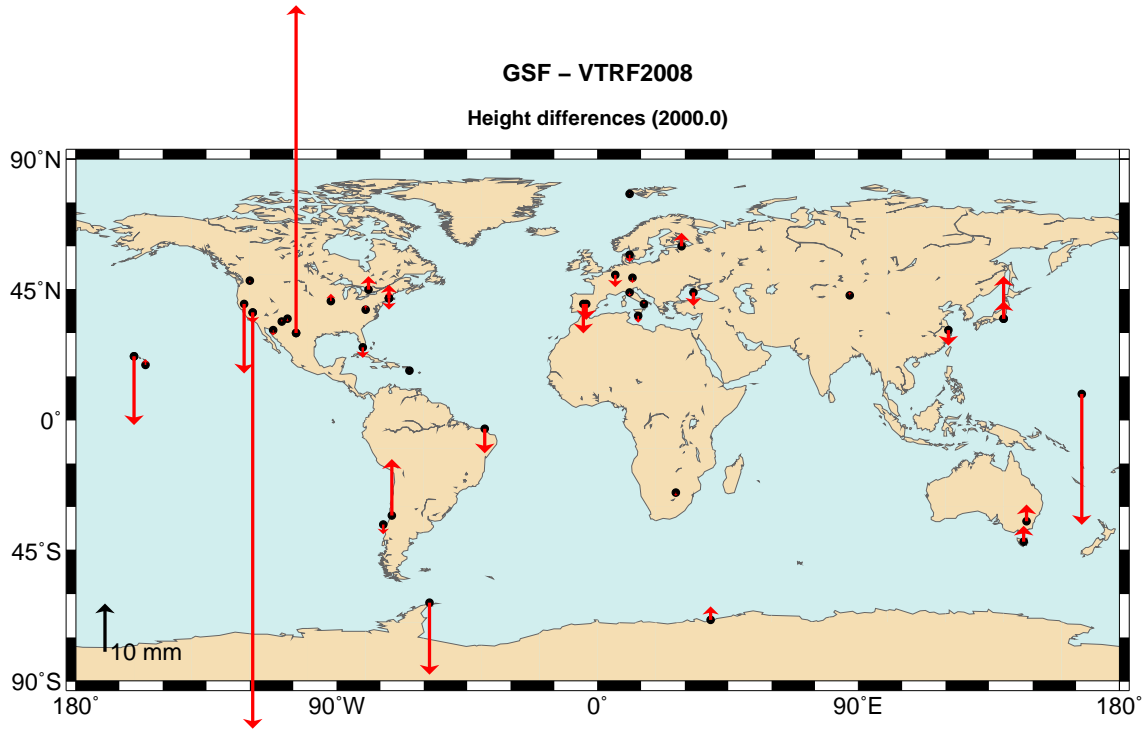 GSF − VTRF2008
Height differences (2000.0)
90˚N
45˚N
0˚
45˚S
10 mm
90˚S
180˚ 90˚W 0˚ 90˚E 180˚